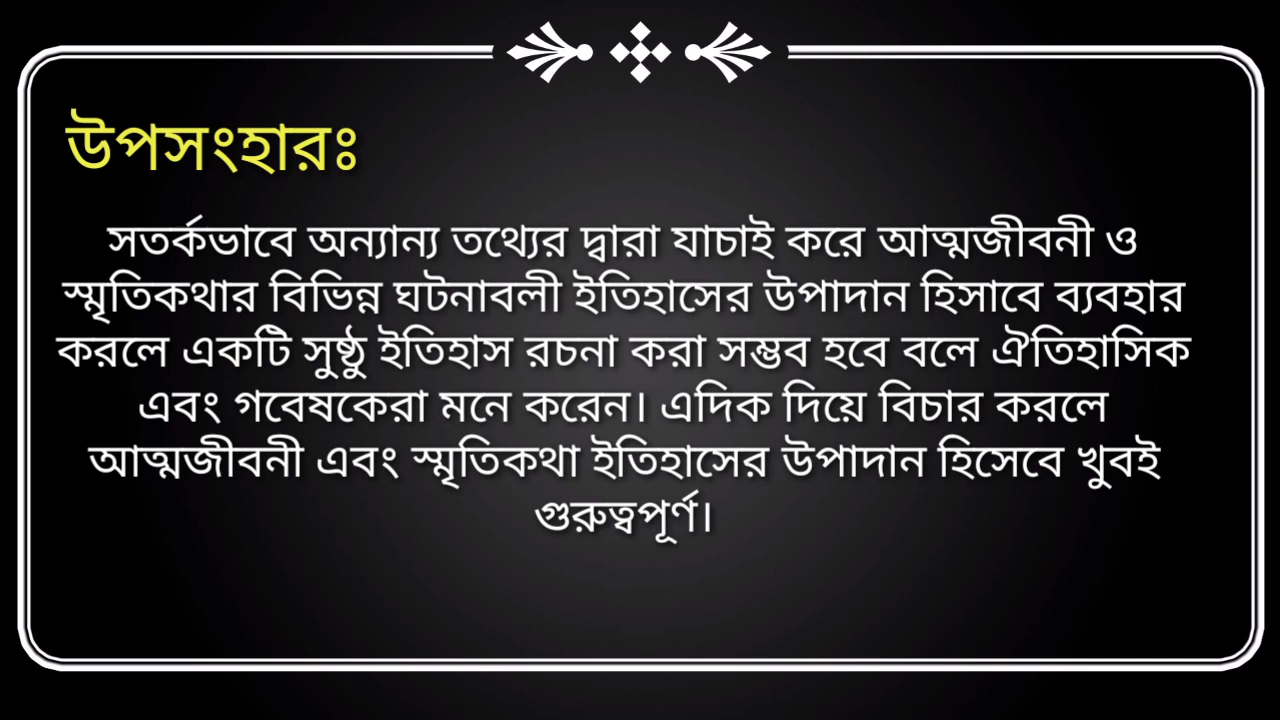 উপসংহারঃ
সতর্কভাবে অন্যান্য তথ্যের দ্বারা যাচাই করে আত্মজীবনী ও
স্মৃতিকথার বিভিন্ন ঘটনাবলী ইতিহাসের উপাদান হিসাবে ব্যবহার
করলে একটি সুষ্ঠু ইতিহাস রচনা করা সম্ভব হবে বলে ঐতিহাসিক
এবং গবেষকেরা মনে করেন। এদিক দিয়ে বিচার করলে
আত্মজীবনী এবং স্মৃতিকথা ইতিহাসের উপাদান হিসেবে খুবই
গুরুত্বপূর্ণ।